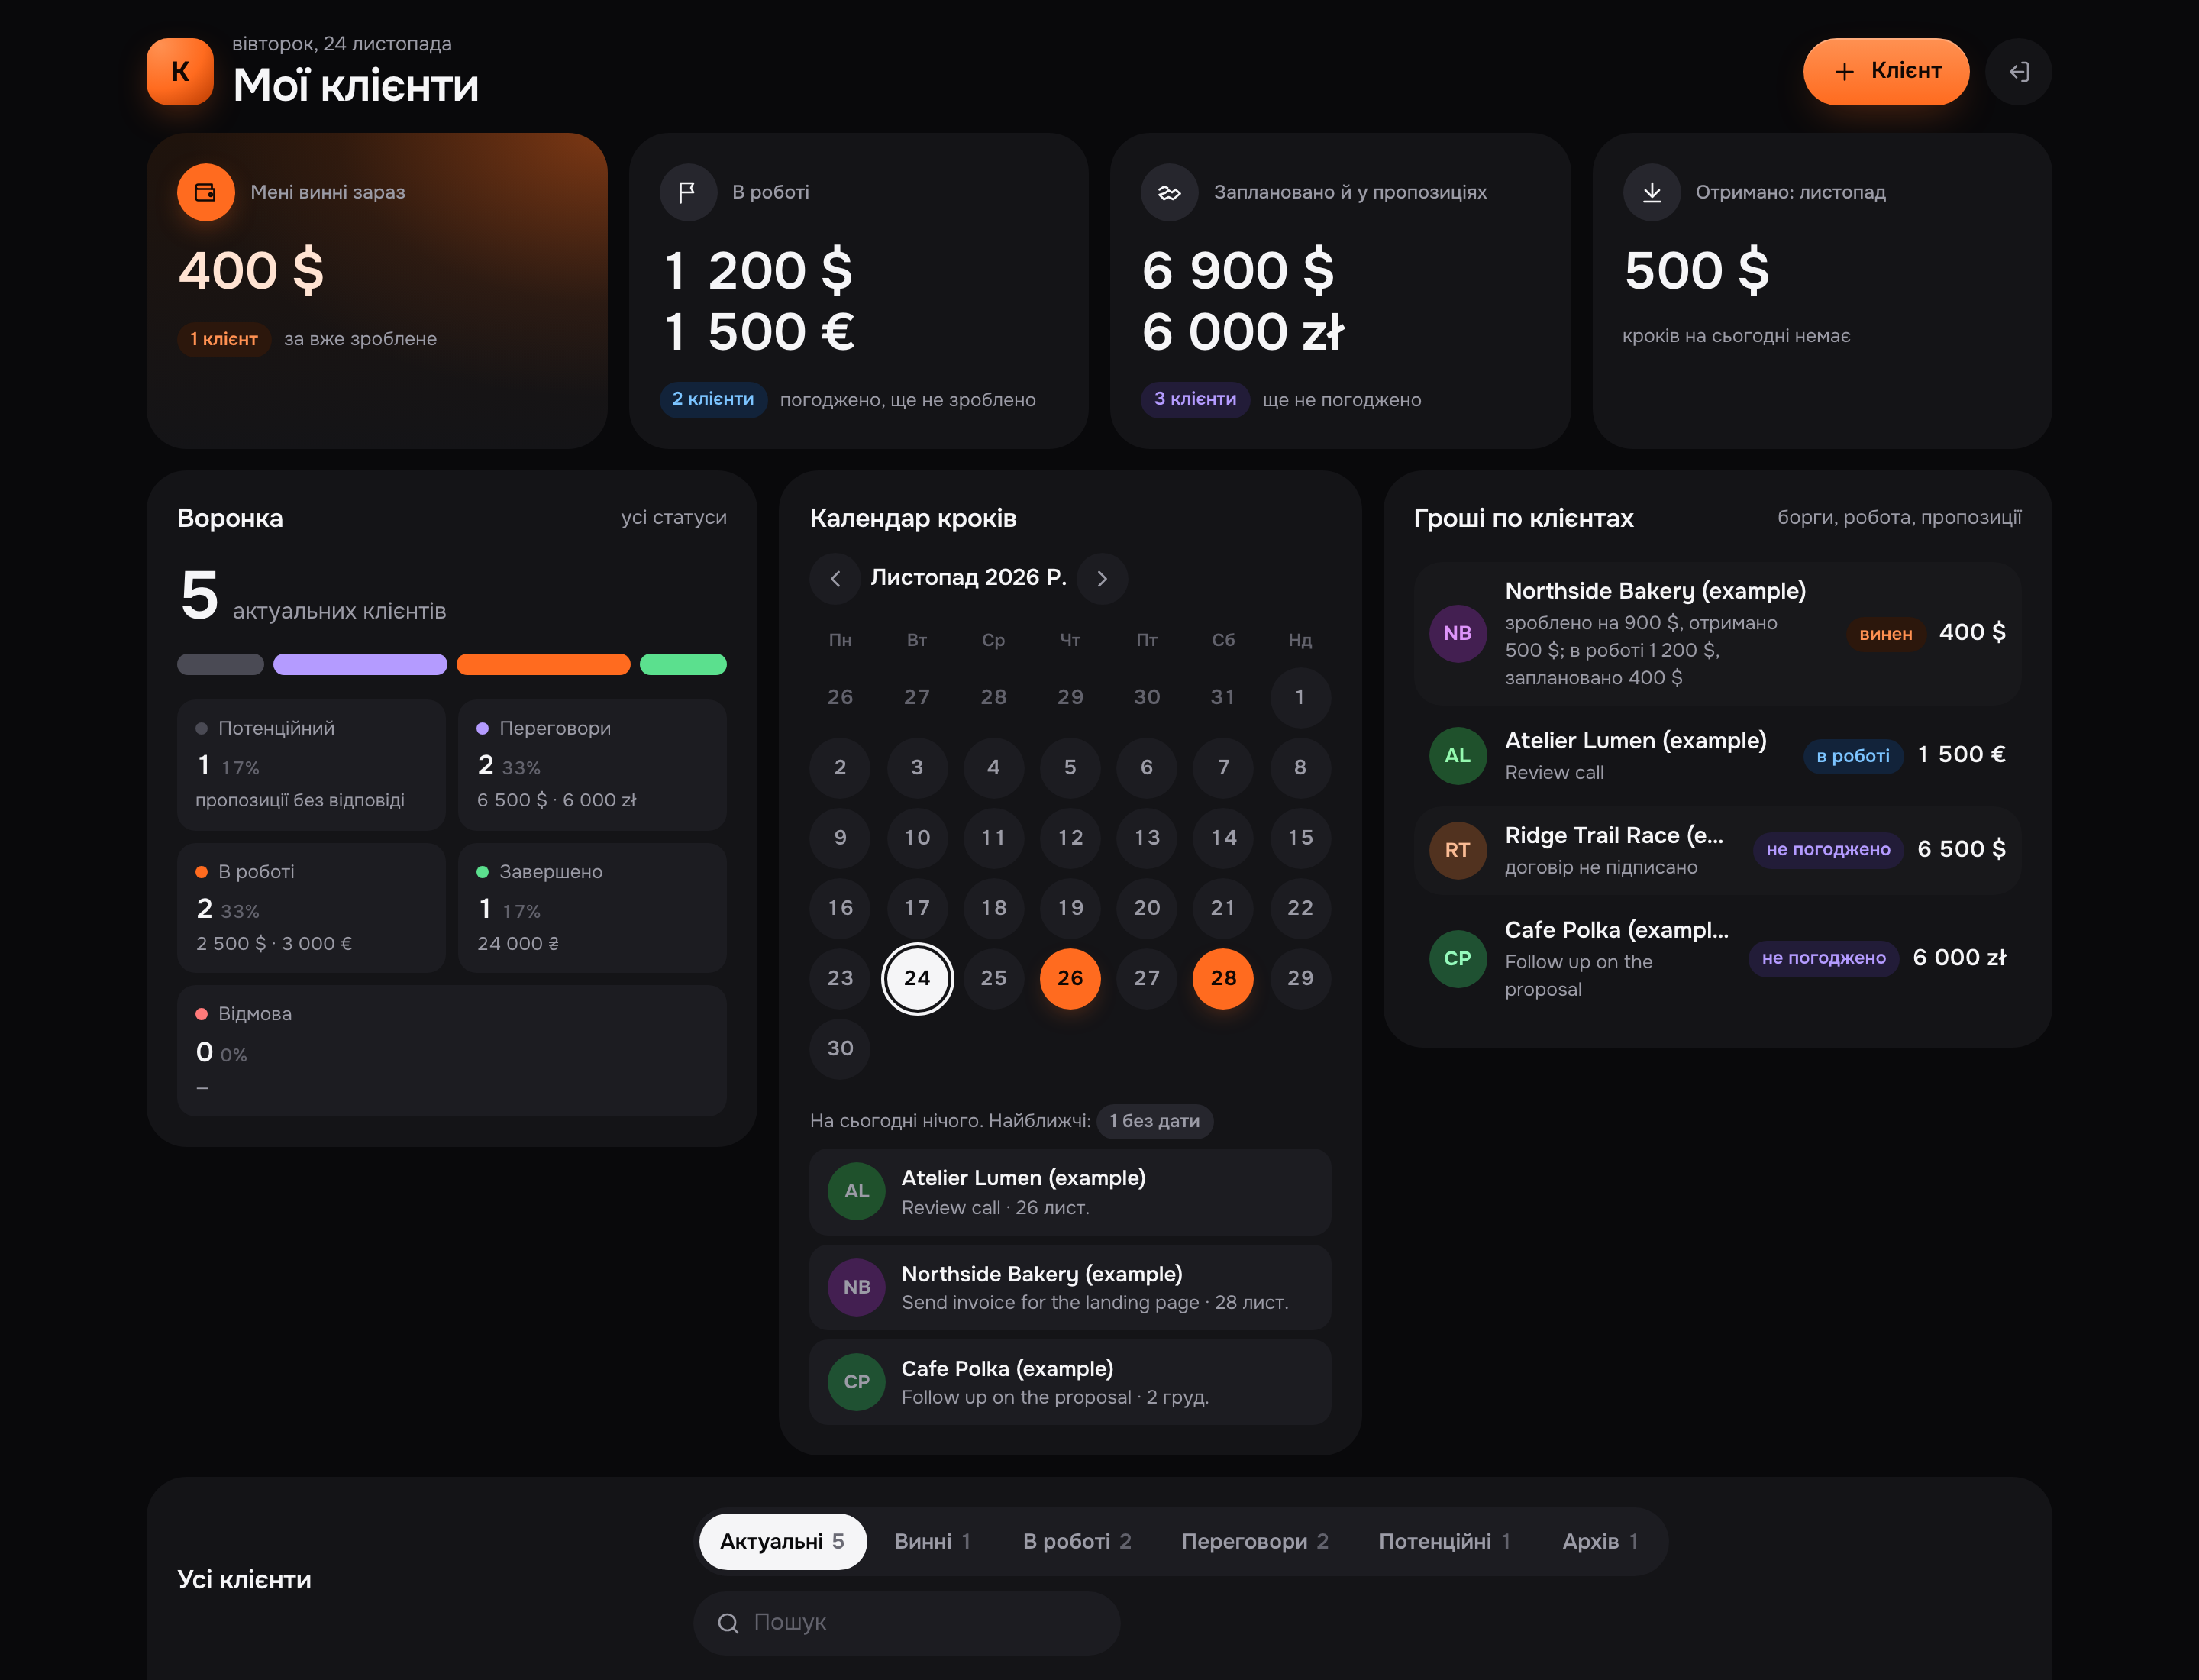 К
вівторок, 24 листопада
Мої клієнти
+ Клієнт
Мені винні зараз
400 $
1 клієнт за вже зроблене
В роботі
1 200 $
1 500 €
2 клієнти погоджено, ще не зроблено
Заплановано й у пропозиціях
6 900 $
6 000 zł
3 клієнти ще не погоджено
Отримано: листопад
500 $
кроків на сьогодні немає
Воронка
усі статуси
5 актуальних клієнтів
Потенційний
1 17%
пропозиції без відповіді
Переговори
2 33%
6 500 $ · 6 000 zł
В роботі
2 33%
2 500 $ · 3 000 €
Завершено
1 17%
24 000 ₴
Відмова
0 0%
–
Календар кроків
Листопад 2026 Р.
Пн Вт Ср Чт Пт Сб Нд
26 27 28 29 30 31 1
2 3 4 5 6 7 8
9 10 11 12 13 14 15
16 17 18 19 20 21 22
23 24 25 26 27 28 29
30
На сьогодні нічого. Найближчі: 1 без дати
AL
Atelier Lumen (example)
Review call · 26 лист.
NB
Northside Bakery (example)
Send invoice for the landing page · 28 лист.
CP
Cafe Polka (example)
Follow up on the proposal · 2 груд.
Гроші по клієнтах
борги, робота, пропозиції
NB
Northside Bakery (example)
зроблено на 900 $, отримано
500 $; в роботі 1 200 $,
заплановано 400 $
винен 400 $
AL
Atelier Lumen (example)
Review call
в роботі 1 500 €
RT
Ridge Trail Race (e...
договір не підписано
не погоджено 6 500 $
CP
Cafe Polka (exampl...
Follow up on the
proposal
не погоджено 6 000 zł
Усі клієнти
Актуальні 5 Винні 1 В роботі 2 Переговори 2 Потенційні 1 Архів 1
Пошук